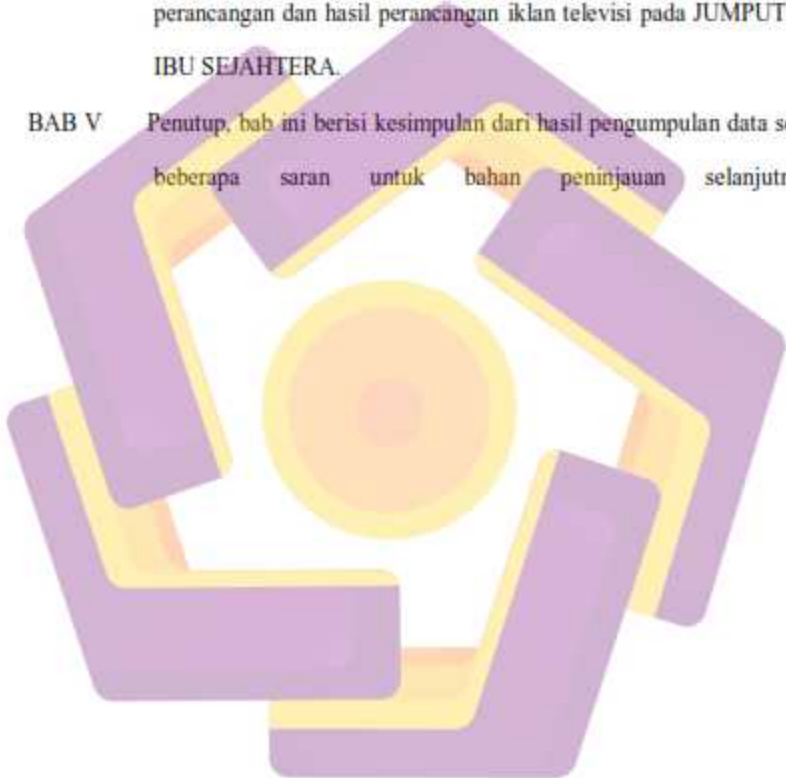 perancangan dan hasil perancangan iklan televisi pada JUMPUT
IBU SEJAHTERA.
BAB V Penutup, bab ini berisi kesimpulan dari hasil pengumpulan data
beberapa saran untuk bahan peninjauan